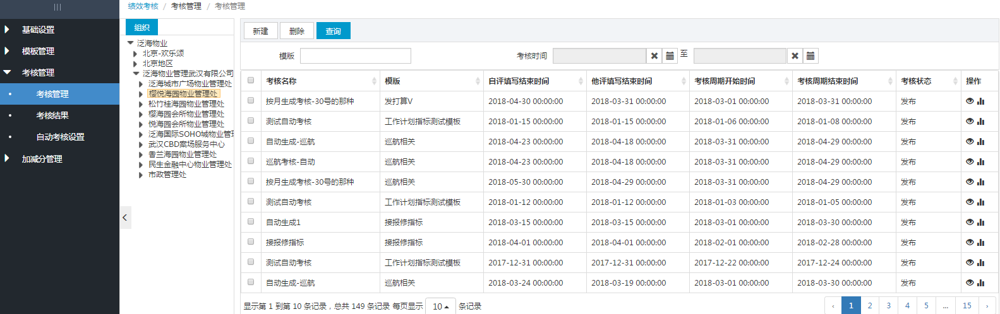 绩效考核 / 考核管理 / 考核管理
基础设置
模板管理
考核管理
考核管理
考核结果
自动考核设置
加减分管理
组织
泛海物业
北京-欢乐颂
北京地区
泛海物业管理武汉有限公司
泛海城市广场物业管理处
樱悦海园物业管理处
松竹桂海园物业管理处
樱海园会所物业管理处
悦海园会所物业管理处
泛海国际SOHO城物业管
武汉CBD案场服务中心
香兰海园物业管理处
民生金融中心物业管理处
市政管理处
新建 删除 查询
模版 考核时间 至
考核名称 模版 自评填写结束时间 他评填写结束时间 考核周期开始时间 考核周期结束时间 考核状态 操作
按月生成考核-30号的那种 发打算V 2018-04-30 00:00:00 2018-03-31 00:00:00 2018-03-01 00:00:00 2018-03-31 00:00:00 发布
测试自动考核 工作计划指标测试模板 2018-01-15 00:00:00 2018-01-15 00:00:00 2018-01-06 00:00:00 2018-01-08 00:00:00 发布
自动生成-巡航 巡航相关 2018-04-23 00:00:00 2018-04-18 00:00:00 2018-03-31 00:00:00 2018-04-29 00:00:00 发布
巡航考核-自动 巡航相关 2018-04-23 00:00:00 2018-04-18 00:00:00 2018-03-31 00:00:00 2018-04-29 00:00:00 发布
按月生成考核-30号的那种 巡航相关 2018-05-30 00:00:00 2018-04-29 00:00:00 2018-03-31 00:00:00 2018-04-29 00:00:00 发布
测试自动考核 工作计划指标测试模板 2018-01-12 00:00:00 2018-01-12 00:00:00 2018-01-03 00:00:00 2018-01-05 00:00:00 发布
自动生成1 接报修指标 2018-03-15 00:00:00 2018-03-15 00:00:00 2018-03-01 00:00:00 2018-03-30 00:00:00 发布
接报修指标 接报修指标 2018-04-01 00:00:00 2018-04-01 00:00:00 2018-02-01 00:00:00 2018-02-28 00:00:00 发布
测试自动考核 工作计划指标测试模板 2017-12-31 00:00:00 2017-12-31 00:00:00 2017-12-22 00:00:00 2017-12-24 00:00:00 发布
自动生成-巡航 巡航相关 2018-03-24 00:00:00 2018-03-19 00:00:00 2018-03-01 00:00:00 2018-03-30 00:00:00 发布
显示第 1 到第 10 条记录，总共 149 条记录 每页显示 10 条记录
‹ 1 2 3 4 5 ... 15 ›